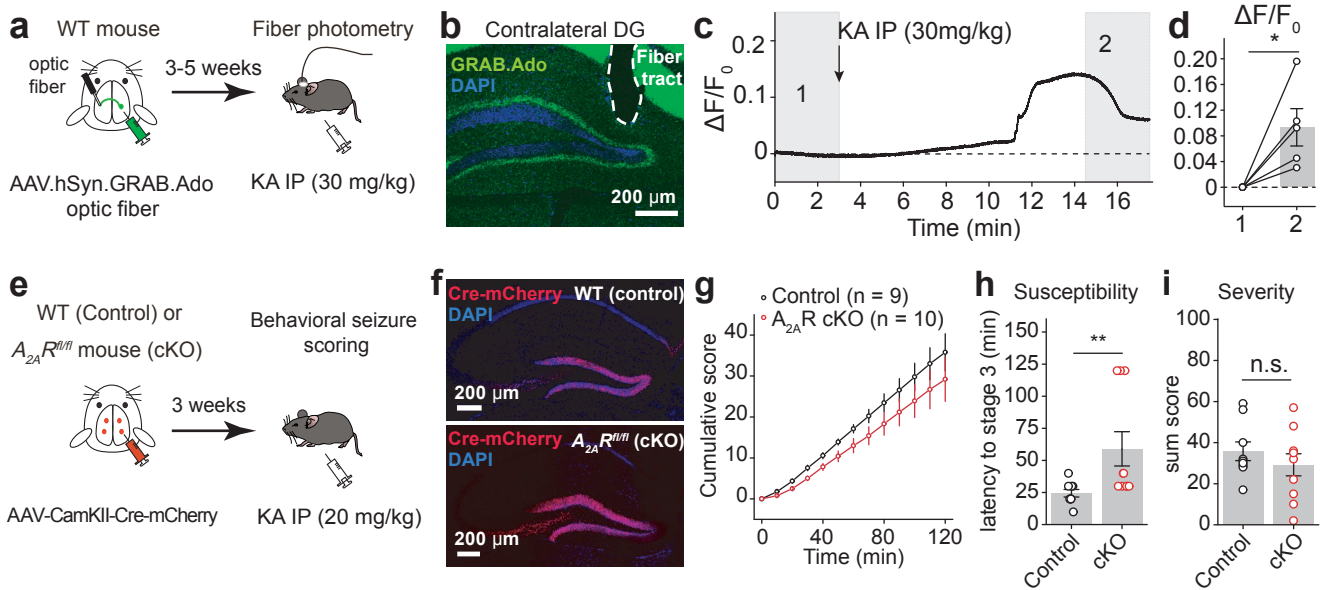 a
WT mouse
Fiber photometry
optic
fiber
3-5 weeks
AAV.hSyn.GRAB.Ado
optic fiber
KA IP (30 mg/kg)
b
Contralateral DG
GRAB.Ado
DAPI
Fiber
tract
200 μm
c
KA IP (30mg/kg)
1
2
ΔF/F0
0.2
0.1
0
0 2 4 6 8 10 12 14 16
Time (min)
d
ΔF/F0
*
0.20
0.16
0.12
0.08
0.04
0
1 2
e
WT (Control) or
A2ARfl/fl mouse (cKO)
Behavioral seizure
scoring
3 weeks
AAV-CamKII-Cre-mCherry
KA IP (20 mg/kg)
f
Cre-mCherry WT (control)
DAPI
200 μm
Cre-mCherry A2ARfl/fl (cKO)
DAPI
200 μm
g
Control (n = 9)
A2AR cKO (n = 10)
Cumulative score
40
30
20
10
0
0 40 80 120
Time (min)
h
Susceptibility
latency to stage 3 (min)
150
125
100
75
50
25
0
**
Control
cKO
i
Severity
sum score
100
80
60
40
20
0
n.s.
Control
cKO